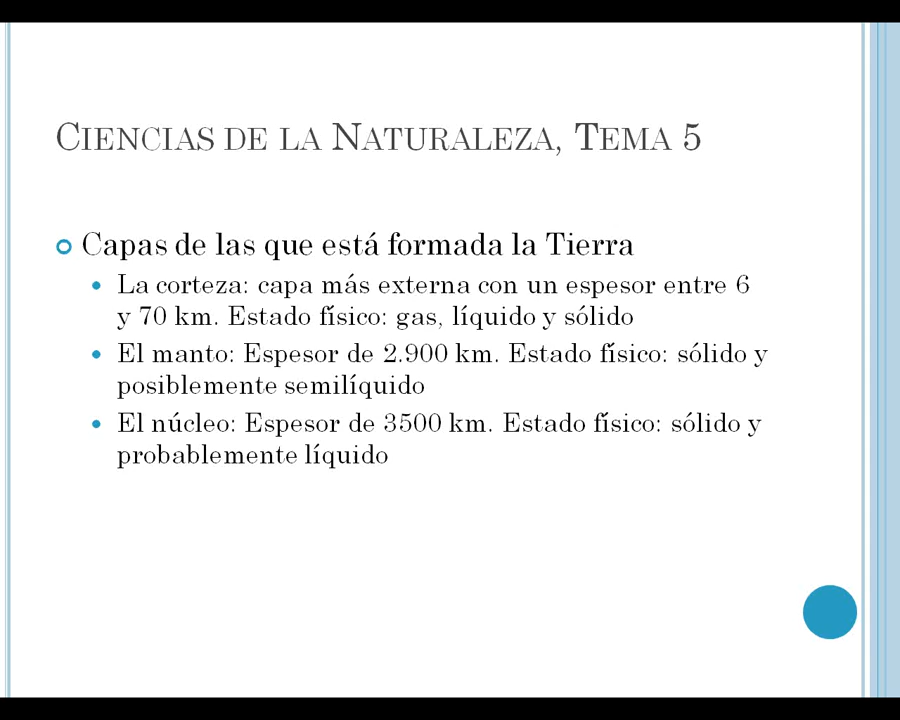 Ciencias de la Naturaleza, Tema 5
Capas de las que está formada la Tierra
La corteza: capa más externa con un espesor entre 6
y 70 km. Estado físico: gas, líquido y sólido
El manto: Espesor de 2.900 km. Estado físico: sólido y
posiblemente semilíquido
El núcleo: Espesor de 3500 km. Estado físico: sólido y
probablemente líquido